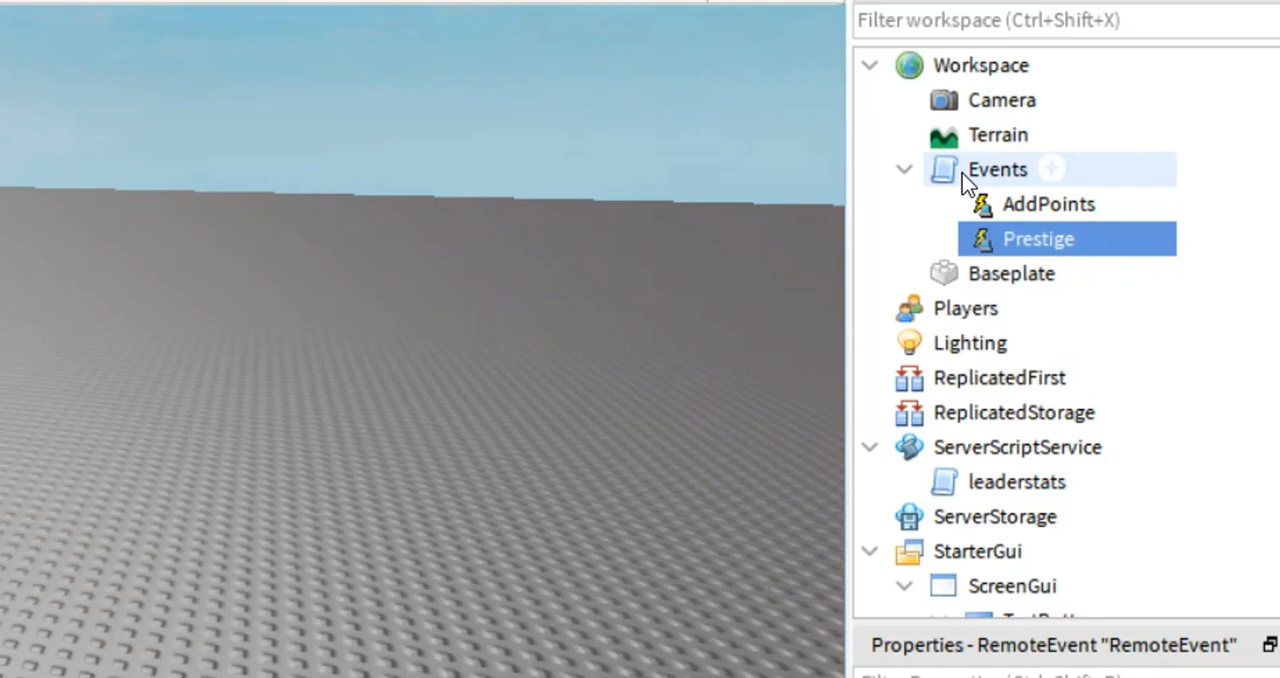 Filter workspace (Ctrl+Shift+X)
Workspace
Camera
Terrain
Events
AddPoints
Prestige
Baseplate
Players
Lighting
ReplicatedFirst
ReplicatedStorage
ServerScriptService
leaderstats
ServerStorage
StarterGui
ScreenGui
Properties - RemoteEvent "RemoteEvent"